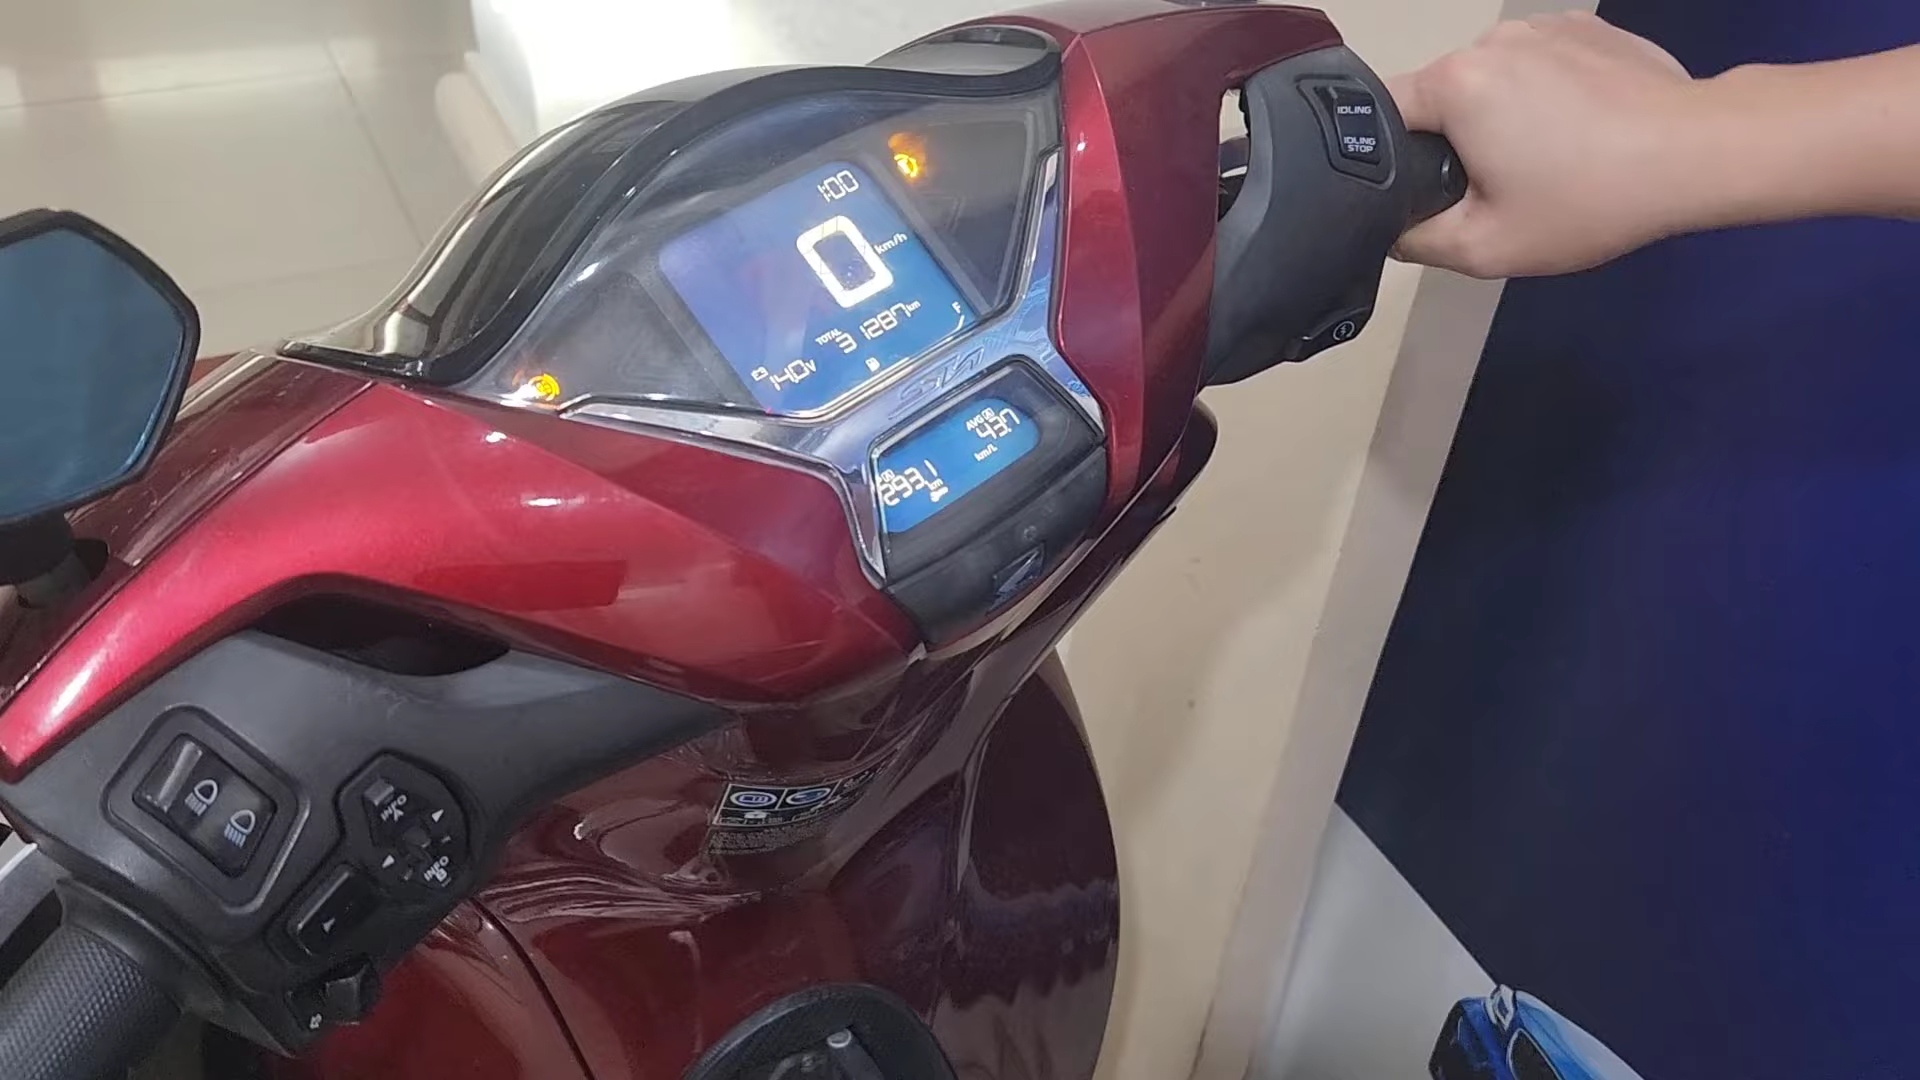 1:00
0 km/h
TOTAL
31287 km
14.0V
F
AVG A
43.7
km/L
A
293.1 km
IDLING
IDLING
STOP
INFO
A
INFO
B